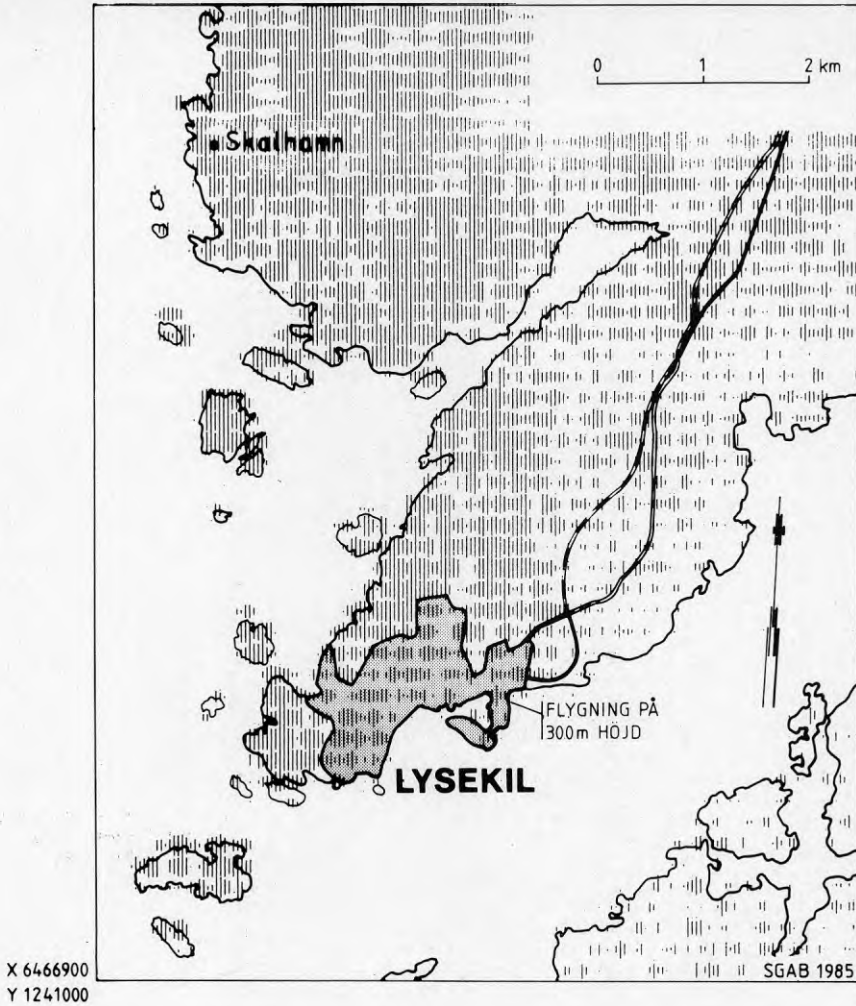 0 1 2 km
Skalhamn
FLYGNING PÅ
300m HÖJD
LYSEKIL
X 6466900
Y 1241000
SGAB 1985